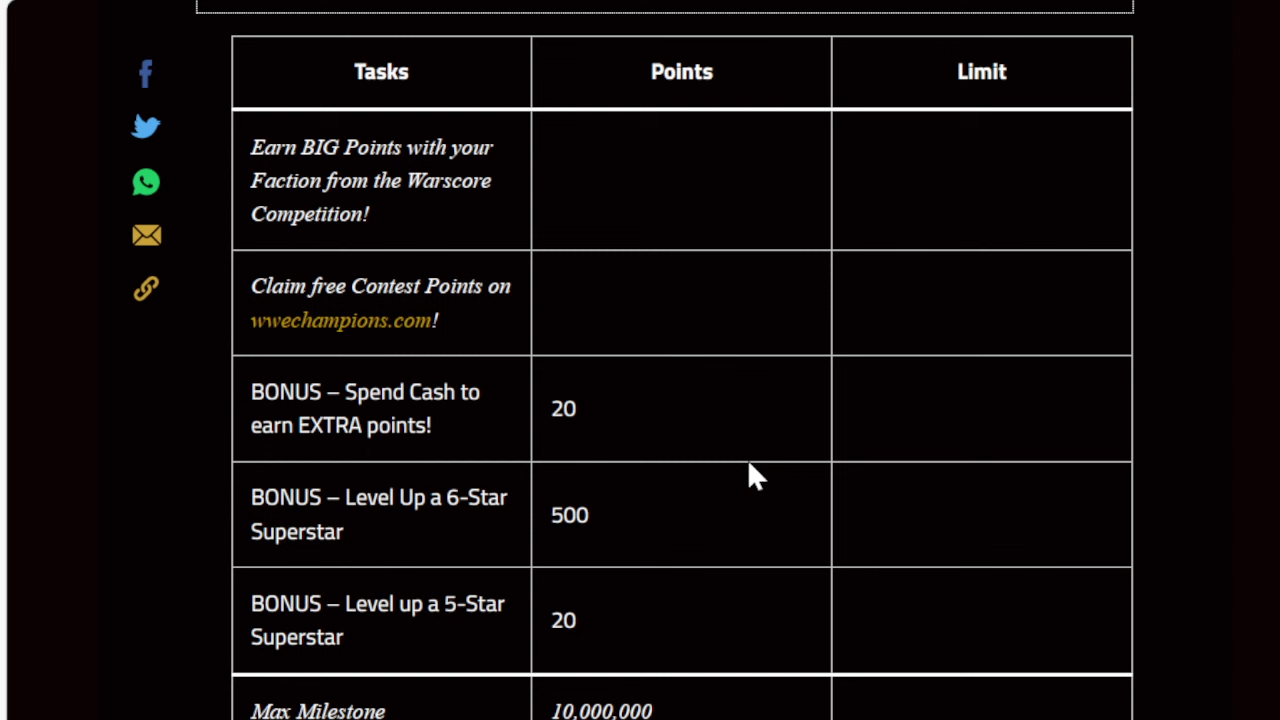 Tasks Points Limit
Earn BIG Points with your
Faction from the Warscore
Competition!
Claim free Contest Points on
wwechampions.com!
BONUS – Spend Cash to
earn EXTRA points!
20
BONUS – Level Up a 6-Star
Superstar
500
BONUS – Level up a 5-Star
Superstar
20
Max Milestone 10,000,000